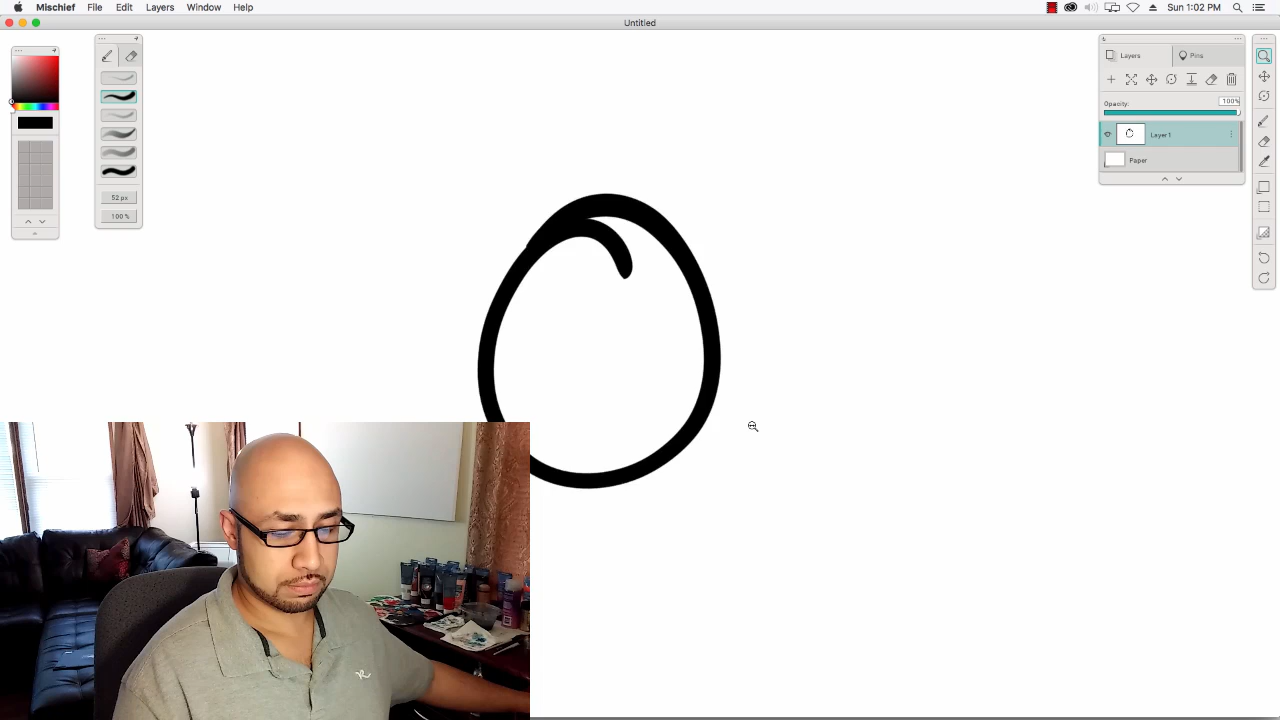 Mischief File Edit Layers Window Help Sun 1:02 PM
Untitled
Layers Pins
Opacity: 100%
Layer1
Paper
52 px
100 %